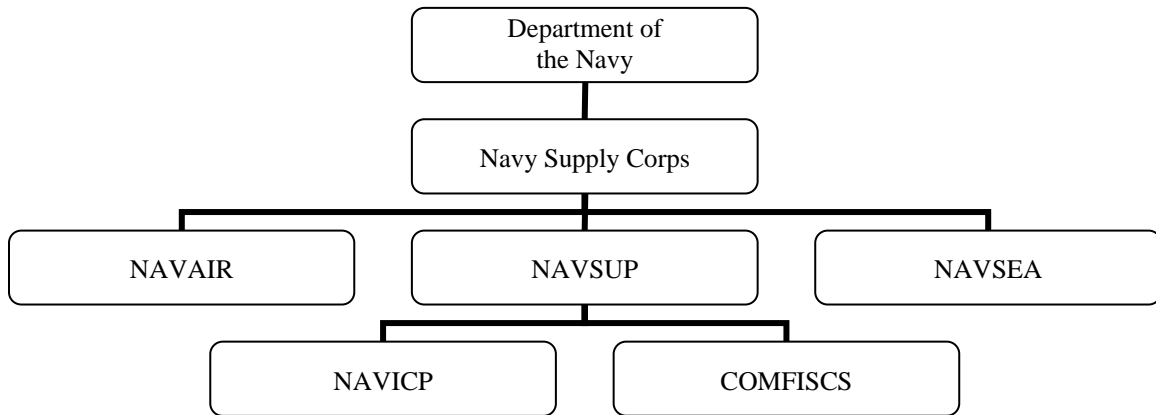 Department of
the Navy
Navy Supply Corps
NAVAIR
NAVSUP
NAVSEA
NAVICP
COMFISCS